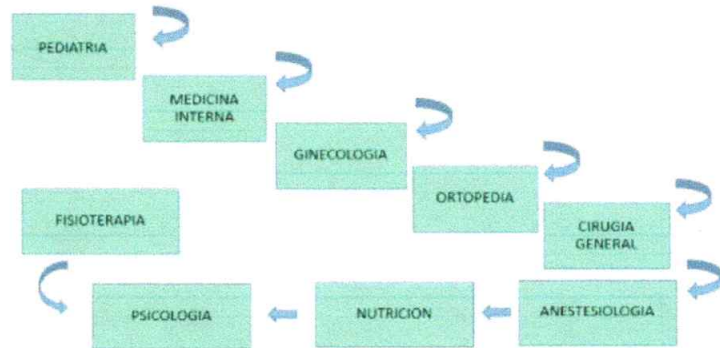 PEDIATRIA
MEDICINA
INTERNA
GINECOLOGIA
ORTOPEDIA
CIRUGIA
GENERAL
FISIOTERAPIA
PSICOLOGIA
NUTRICION
ANESTESIOLOGIA